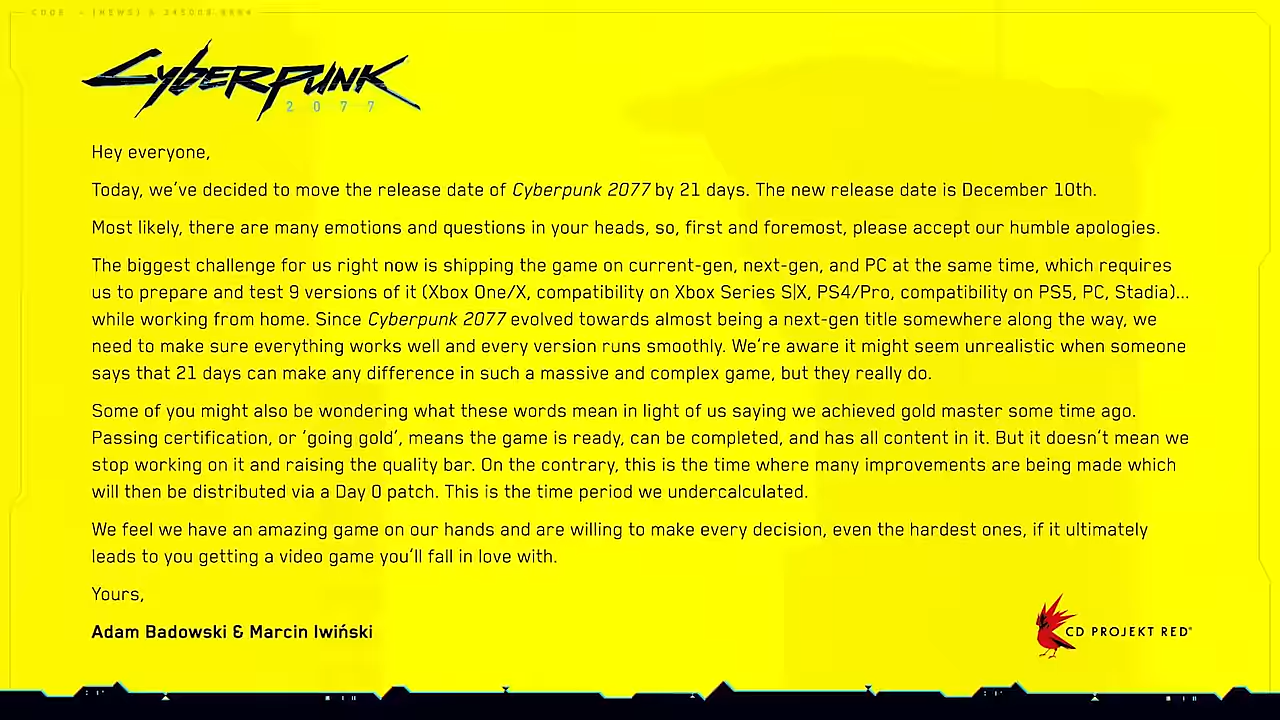 Cyberpunk
2077
Hey everyone,
Today, we've decided to move the release date of Cyberpunk 2077 by 21 days. The new release date is December 10th.
Most likely, there are many emotions and questions in your heads, so, first and foremost, please accept our humble apologies.
The biggest challenge for us right now is shipping the game on current-gen, next-gen, and PC at the same time, which requires
us to prepare and test 9 versions of it (Xbox One/X, compatibility on Xbox Series S|X, PS4/Pro, compatibility on PS5, PC, Stadia)...
while working from home. Since Cyberpunk 2077 evolved towards almost being a next-gen title somewhere along the way, we
need to make sure everything works well and every version runs smoothly. We're aware it might seem unrealistic when someone
says that 21 days can make any difference in such a massive and complex game, but they really do.
Some of you might also be wondering what these words mean in light of us saying we achieved gold master some time ago.
Passing certification, or 'going gold', means the game is ready, can be completed, and has all content in it. But it doesn't mean we
stop working on it and raising the quality bar. On the contrary, this is the time where many improvements are being made which
will then be distributed via a Day 0 patch. This is the time period we undercalculated.
We feel we have an amazing game on our hands and are willing to make every decision, even the hardest ones, if it ultimately
leads to you getting a video game you'll fall in love with.
Yours,
Adam Badowski & Marcin Iwiński
CD PROJEKT RED®